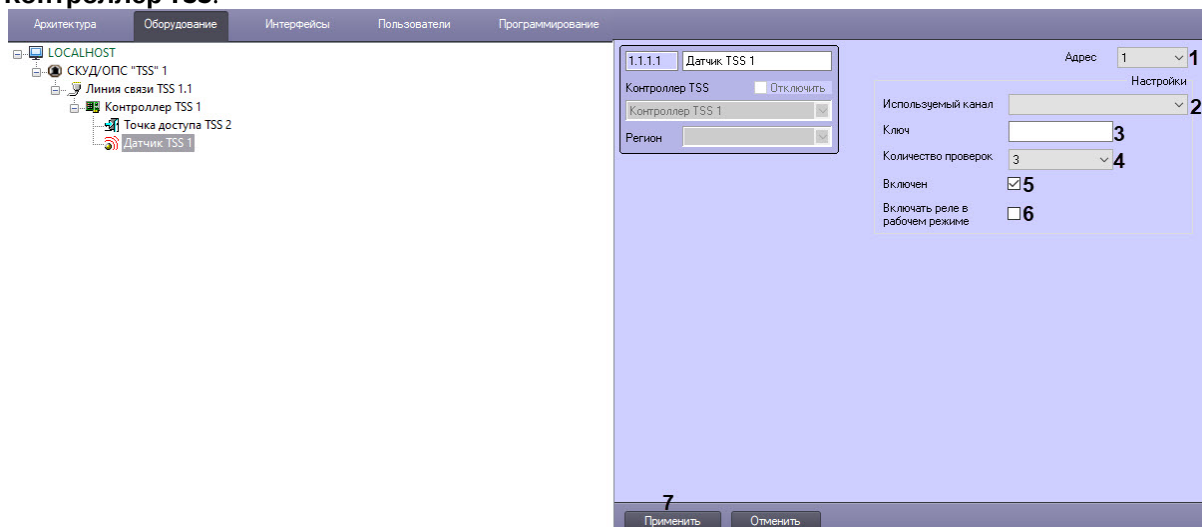 Контроллер TSS.
Архитектура Оборудование Интерфейсы Пользователи Программирование
LOCALHOST
СКУД/ОПС "TSS" 1
Линия связи TSS 1.1
Контроллер TSS 1
Точка доступа TSS 2
Датчик TSS 1
1.1.1.1 Датчик TSS 1
Контроллер TSS Отключить
Контроллер TSS 1
Регион
Адрес 1 1
Настройки
Используемый канал 2
Ключ 3
Количество проверок 3 4
Включен 5
Включать реле в
рабочем режиме 6
7
Применить Отменить